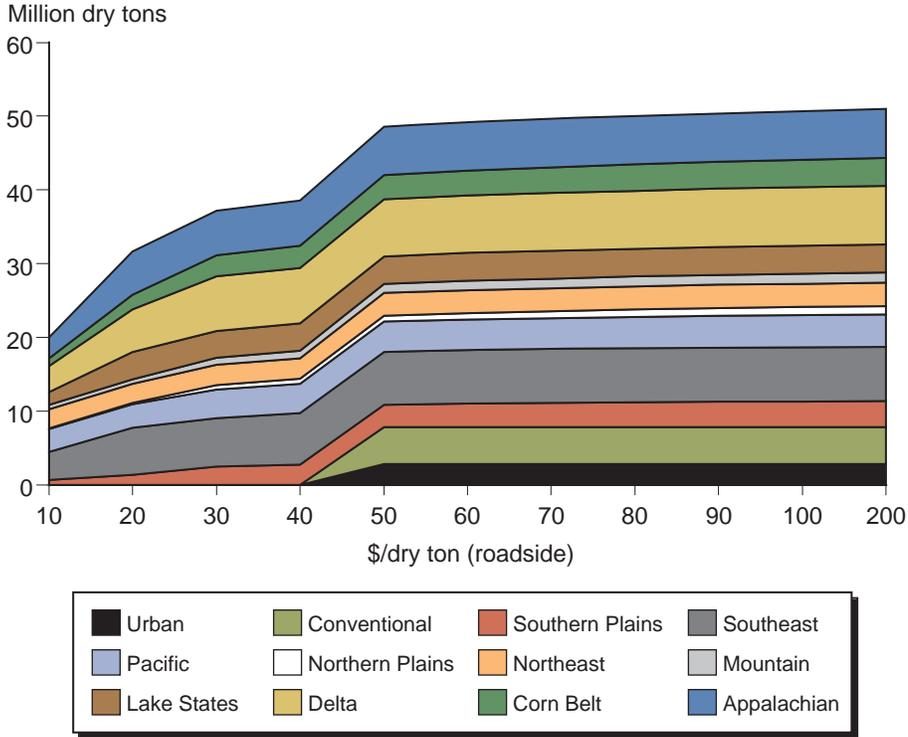 Million dry tons
60
50
40
30
20
10
0
10 20 30 40 50 60 70 80 90 100 200
$/dry ton (roadside)
Urban Conventional Southern Plains Southeast
Pacific Northern Plains Northeast Mountain
Lake States Delta Corn Belt Appalachian